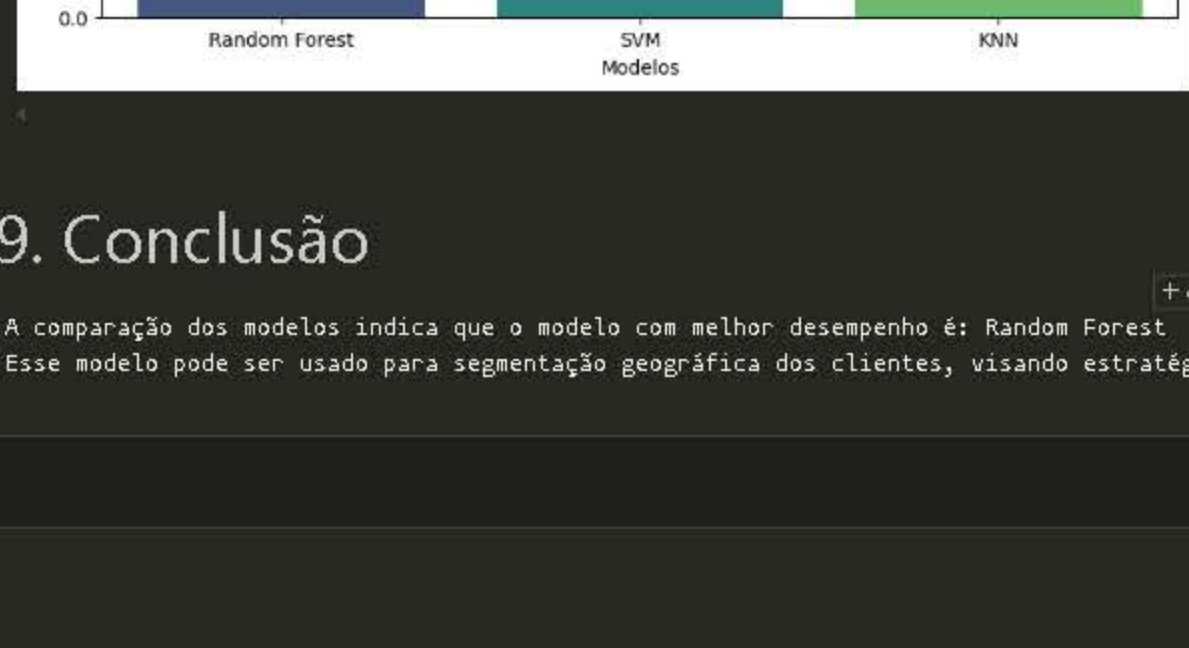 0.0
Random Forest SVM KNN
Modelos
9. Conclusão
+
A comparação dos modelos indica que o modelo com melhor desempenho é: Random Forest
Esse modelo pode ser usado para segmentação geográfica dos clientes, visando